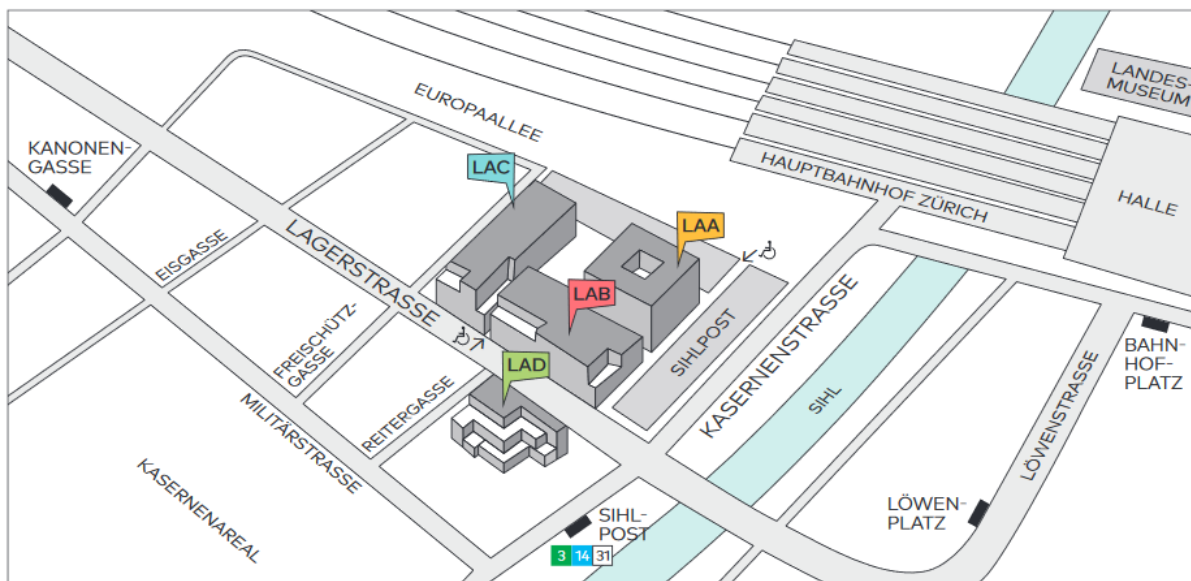 LANDES-
MUSEUM
EUROPAALLEE
KANONEN-
GASSE
HAUPTBAHNHOF ZÜRICH
HALLE
LAC
LAA
LAGERSTRASSE
EISGASSE
LAB
SIHLPOST
KASERNENSTRASSE
FREISCHÜTZ-
GASSE
BAHN-
HOF-
PLATZ
LAD
SIHL
LÖWENSTRASSE
REITERGASSE
MILITÄRSTRASSE
KASERNENAREAL
SIHL-
POST
3 14 31
LÖWEN-
PLATZ